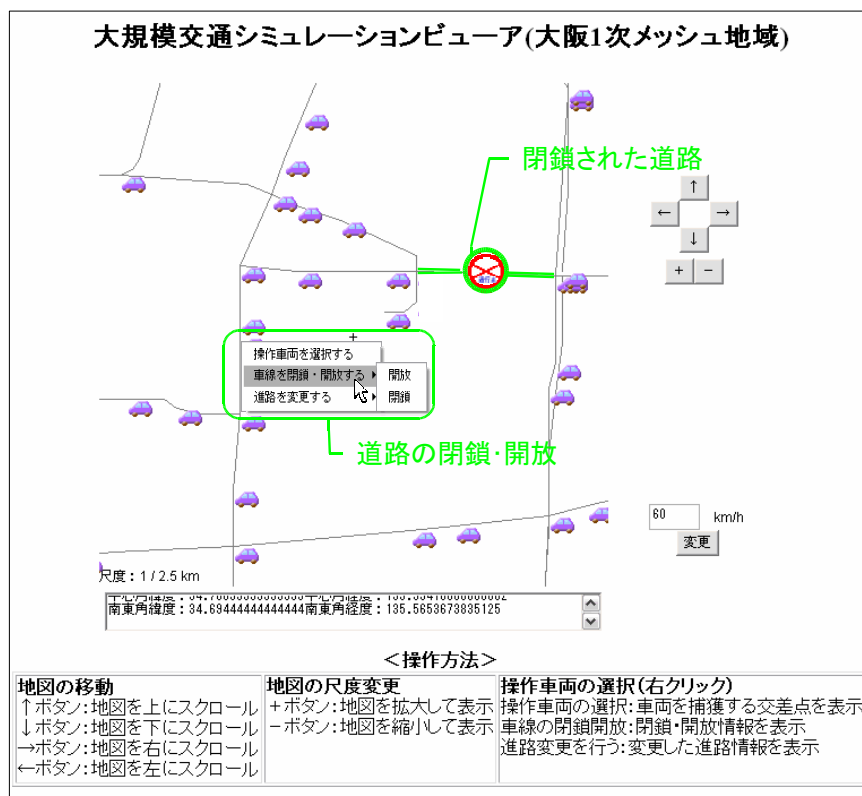 大規模交通シミュレーションビューア(大阪1次メッシュ地域)
閉鎖された道路
↑
← →
↓
+ −
操作車両を選択する
車線を閉鎖・開放する 開放
進路を変更する 閉鎖
道路の閉鎖・開放
60 km/h
変更
尺度：1 / 2.5 km
南東角緯度：34.69444444444444南東角経度：135.5653673835125
＜操作方法＞
地図の移動
↑ボタン：地図を上にスクロール
↓ボタン：地図を下にスクロール
→ボタン：地図を右にスクロール
←ボタン：地図を左にスクロール
地図の尺度変更
+ボタン：地図を拡大して表示
−ボタン：地図を縮小して表示
操作車両の選択(右クリック)
操作車両の選択：車両を捕獲する交差点を表示
車線の閉鎖開放：閉鎖・開放情報を表示
進路変更を行う：変更した進路情報を表示